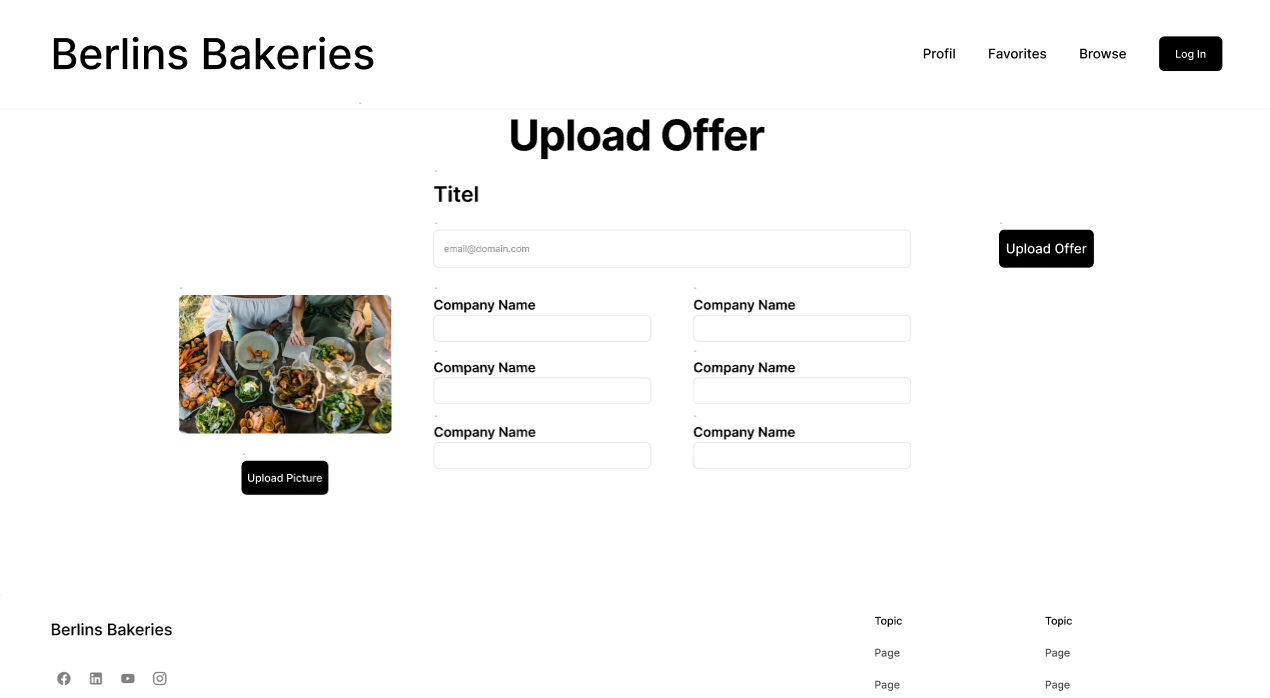 Berlins Bakeries
Profil Favorites Browse Log In
Upload Offer
Titel
email@domain.com
Upload Offer
Company Name Company Name
Company Name Company Name
Company Name Company Name
Upload Picture
Berlins Bakeries
Topic Topic
Page Page
Page Page